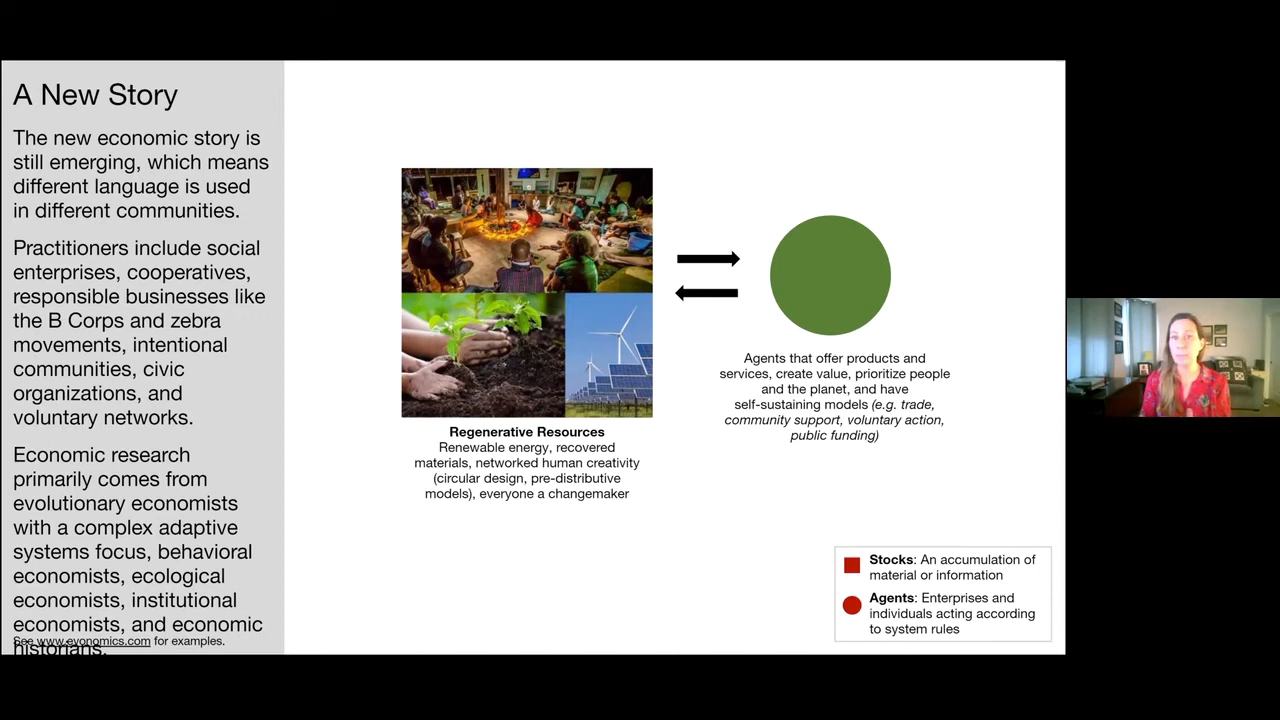 A New Story
The new economic story is
still emerging, which means
different language is used
in different communities.
Practitioners include social
enterprises, cooperatives,
responsible businesses like
the B Corps and zebra
movements, intentional
communities, civic
organizations, and
voluntary networks.
Economic research
primarily comes from
evolutionary economists
with a complex adaptive
systems focus, behavioral
economists, ecological
economists, institutional
economists, and economic
historians.
See www.evonomics.com for examples.
Regenerative Resources
Renewable energy, recovered
materials, networked human creativity
(circular design, pre-distributive
models), everyone a changemaker
Agents that offer products and
services, create value, prioritize people
and the planet, and have
self-sustaining models (e.g. trade,
community support, voluntary action,
public funding)
Stocks: An accumulation of
material or information
Agents: Enterprises and
individuals acting according
to system rules